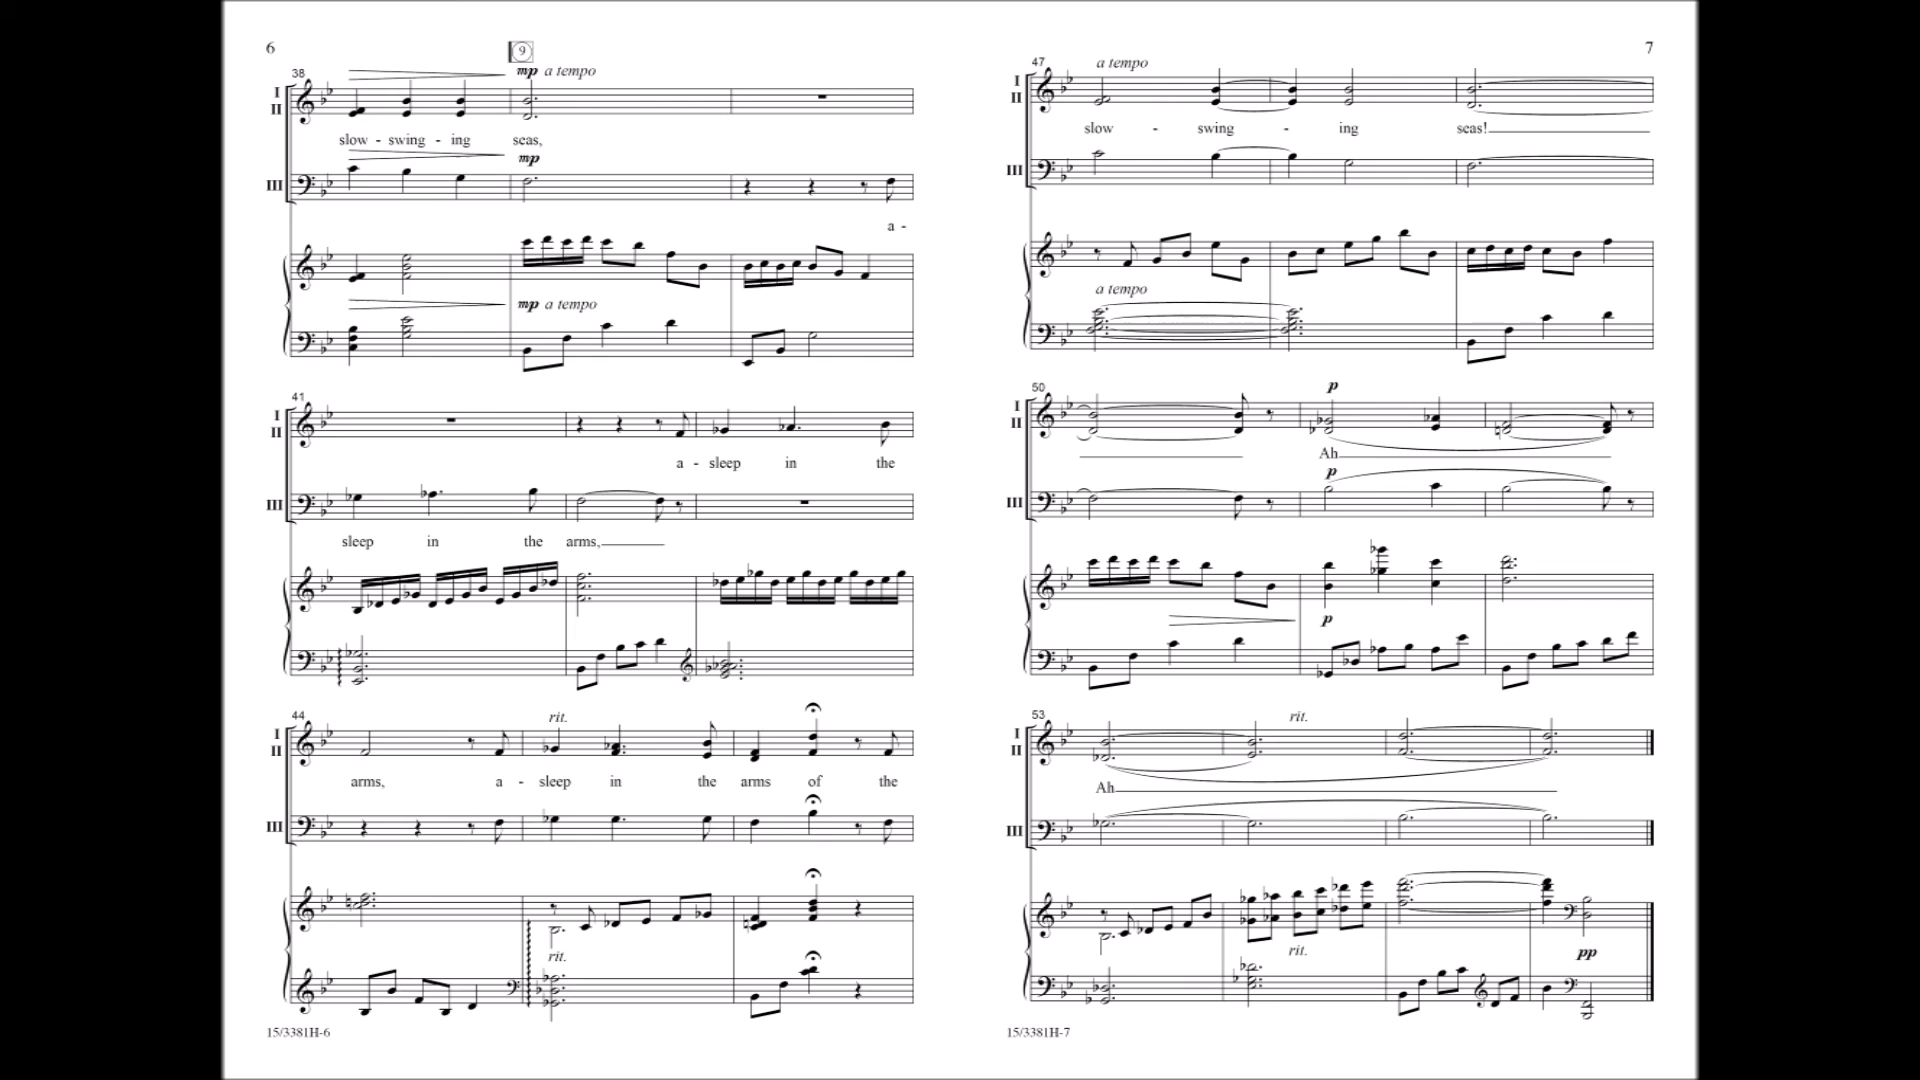 6
9
38
mp a tempo
I
II
slow - swing - ing seas,
mp
III
a -
mp a tempo
41
I
II
a - sleep in the
III
sleep in the arms,
44
rit.
I
II
arms, a - sleep in the arms of the
III
rit.
15/3381H-6
7
47
a tempo
I
II
slow - swing - ing seas!
III
a tempo
50
p
I
II
Ah
p
III
p
53
rit.
I
II
Ah
III
rit.
pp
15/3381H-7